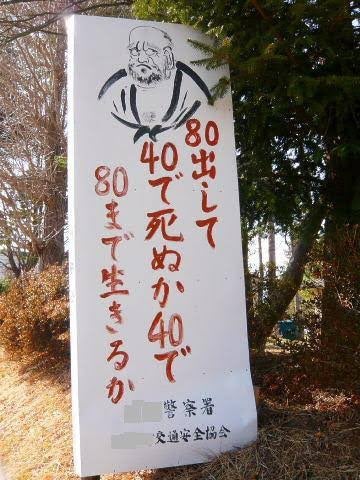 80出して
40で死ぬか40で
80まで生きるか
警察署
交通安全協会